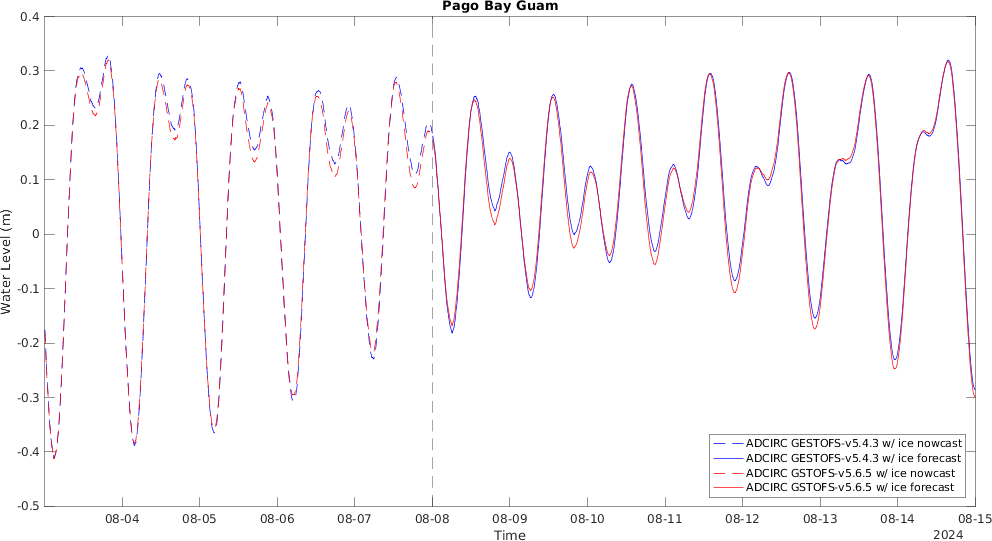 Pago Bay Guam
0.4
0.3
0.2
0.1
0
-0.1
-0.2
-0.3
-0.4
-0.5
Water Level (m)
ADCIRC GESTOFS-v5.4.3 w/ ice nowcast
ADCIRC GESTOFS-v5.4.3 w/ ice forecast
ADCIRC GSTOFS-v5.6.5 w/ ice nowcast
ADCIRC GSTOFS-v5.6.5 w/ ice forecast
08-04 08-05 08-06 08-07 08-08 08-09 08-10 08-11 08-12 08-13 08-14 08-15
Time
2024